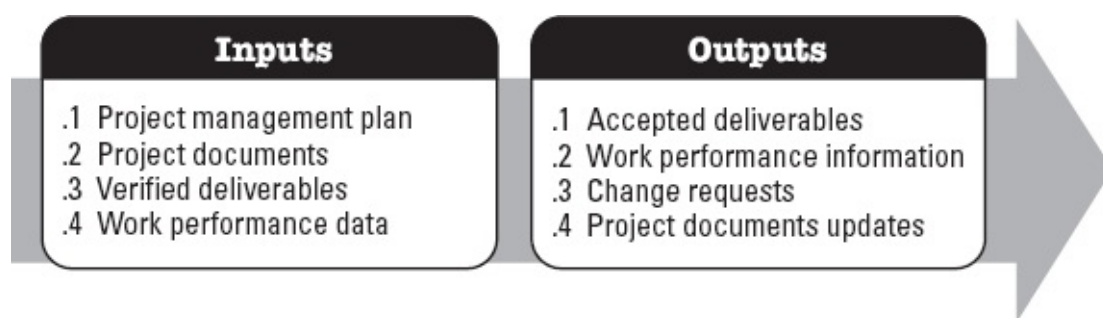 Inputs
.1 Project management plan
.2 Project documents
.3 Verified deliverables
.4 Work performance data
Outputs
.1 Accepted deliverables
.2 Work performance information
.3 Change requests
.4 Project documents updates